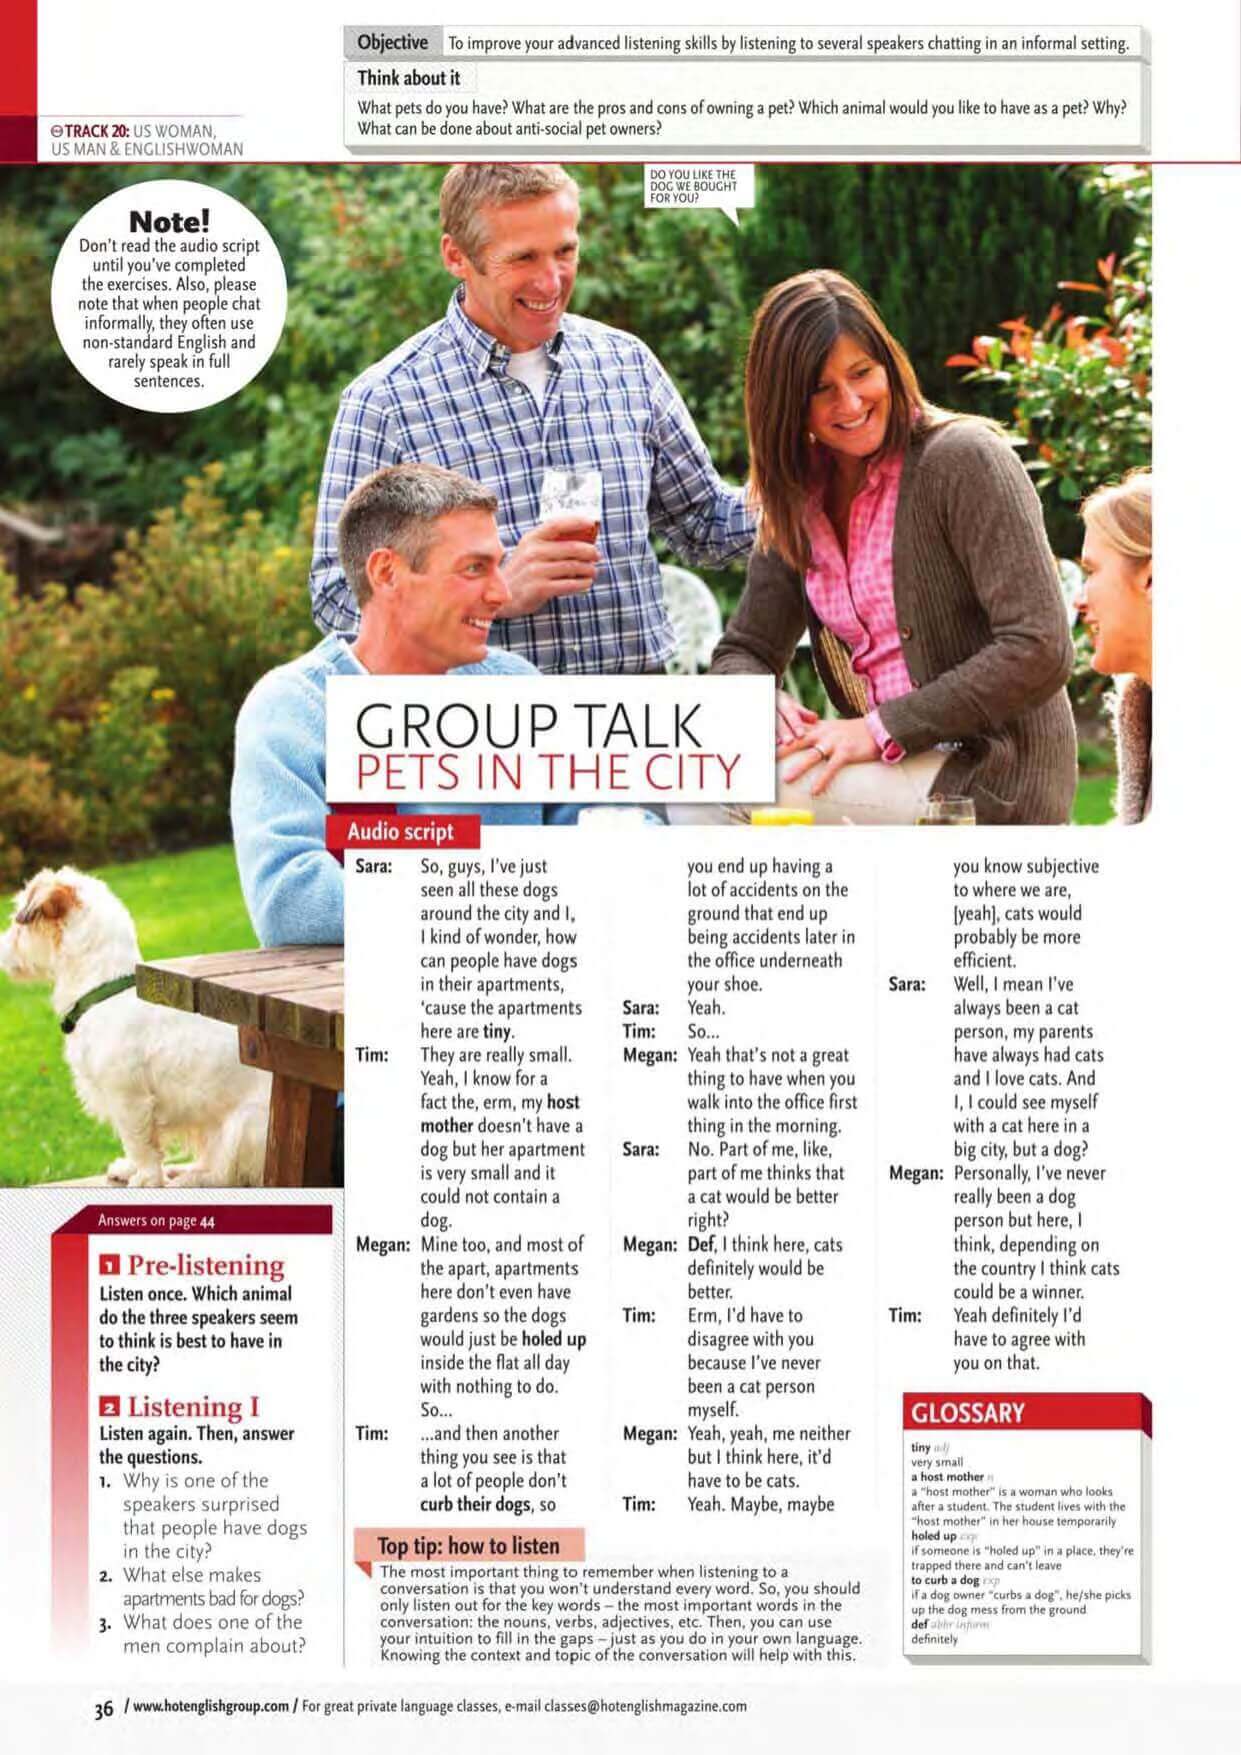 Objective To improve your advanced listening skills by listening to several speakers chatting in an informal setting.
Think about it
What pets do you have? What are the pros and cons of owning a pet? Which animal would you like to have as a pet? Why?
What can be done about anti-social pet owners?
TRACK 20: US WOMAN,
US MAN & ENGLISHWOMAN
DO YOU LIKE THE
DOG WE BOUGHT
FOR YOU?
Note!
Don't read the audio script
until you've completed
the exercises. Also, please
note that when people chat
informally, they often use
non-standard English and
rarely speak in full
sentences.
GROUP TALK
PETS IN THE CITY
Audio script
Sara: So, guys, I've just
seen all these dogs
around the city and I,
I kind of wonder, how
can people have dogs
in their apartments,
'cause the apartments
here are tiny.
Tim: They are really small.
Yeah, I know for a
fact the, erm, my host
mother doesn't have a
dog but her apartment
is very small and it
could not contain a
dog.
Megan: Mine too, and most of
the apart, apartments
here don't even have
gardens so the dogs
would just be holed up
inside the flat all day
with nothing to do.
So...
Tim: ...and then another
thing you see is that
a lot of people don't
curb their dogs, so
you end up having a
lot of accidents on the
ground that end up
being accidents later in
the office underneath
your shoe.
Sara: Yeah.
Tim: So...
Megan: Yeah that's not a great
thing to have when you
walk into the office first
thing in the morning.
Sara: No. Part of me, like,
part of me thinks that
a cat would be better
right?
Megan: Def, I think here, cats
definitely would be
better.
Tim: Erm, I'd have to
disagree with you
because I've never
been a cat person
myself.
Megan: Yeah, yeah, me neither
but I think here, it'd
have to be cats.
Tim: Yeah. Maybe, maybe
you know subjective
to where we are,
[yeah], cats would
probably be more
efficient.
Sara: Well, I mean I've
always been a cat
person, my parents
have always had cats
and I love cats. And
I, I could see myself
with a cat here in a
big city, but a dog?
Megan: Personally, I've never
really been a dog
person but here, I
think, depending on
the country I think cats
could be a winner.
Tim: Yeah definitely I'd
have to agree with
you on that.
Answers on page 44
1 Pre-listening
Listen once. Which animal
do the three speakers seem
to think is best to have in
the city?
2 Listening I
Listen again. Then, answer
the questions.
1. Why is one of the
speakers surprised
that people have dogs
in the city?
2. What else makes
apartments bad for dogs?
3. What does one of the
men complain about?
Top tip: how to listen
The most important thing to remember when listening to a
conversation is that you won't understand every word. So, you should
only listen out for the key words – the most important words in the
conversation: the nouns, verbs, adjectives, etc. Then, you can use
your intuition to fill in the gaps – just as you do in your own language.
Knowing the context and topic of the conversation will help with this.
GLOSSARY
tiny adj
very small
a host mother n
a "host mother" is a woman who looks
after a student. The student lives with the
"host mother" in her house temporarily
holed up exp
if someone is "holed up" in a place, they're
trapped there and can't leave
to curb a dog exp
if a dog owner "curbs a dog", he/she picks
up the dog mess from the ground
def abbr inform
definitely
36 / www.hotenglishgroup.com / For great private language classes, e-mail classes@hotenglishmagazine.com